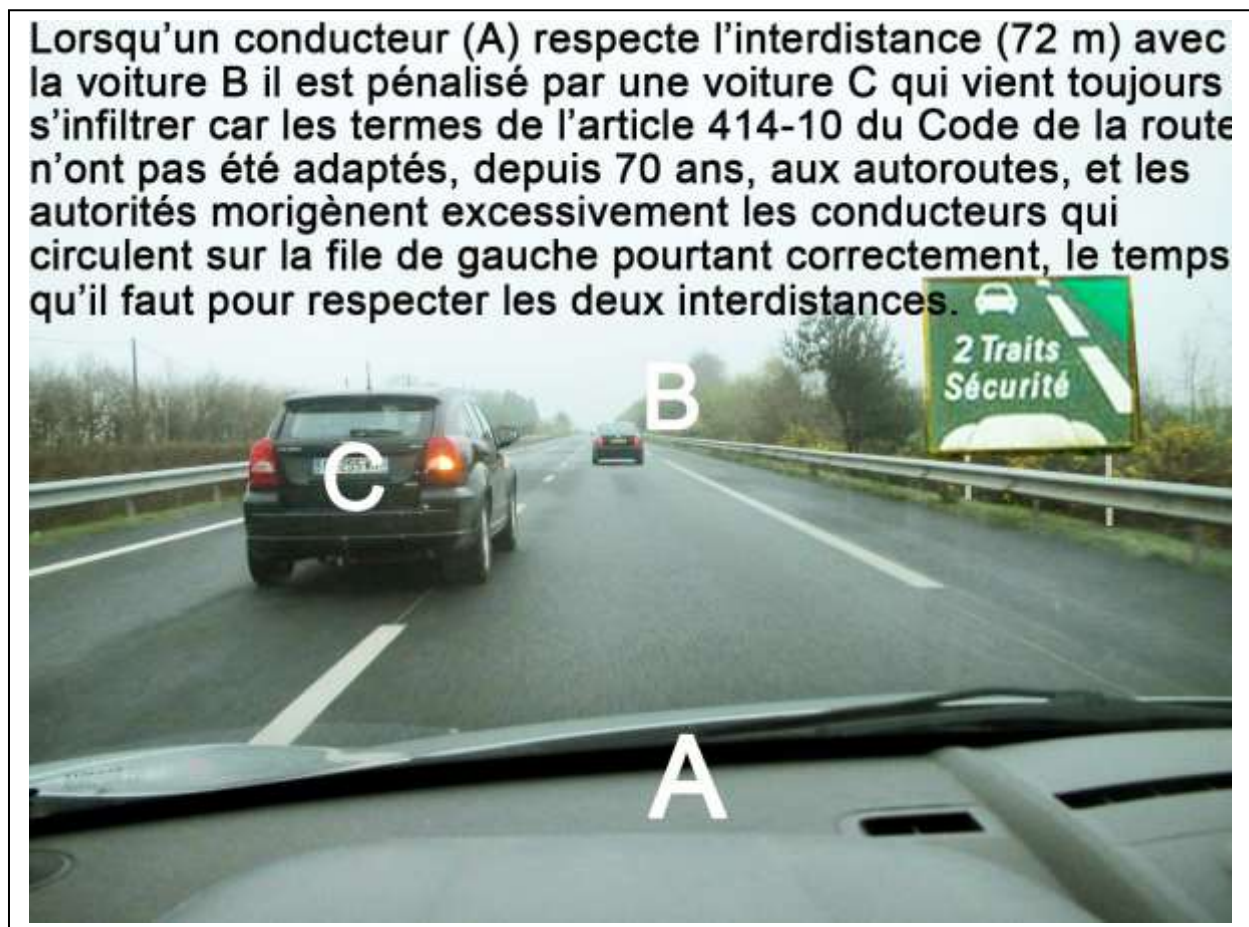 Lorsqu'un conducteur (A) respecte l'interdistance (72 m) avec
la voiture B il est pénalisé par une voiture C qui vient toujours
s'infiltrer car les termes de l'article 414-10 du Code de la route
n'ont pas été adaptés, depuis 70 ans, aux autoroutes, et les
autorités morigènent excessivement les conducteurs qui
circulent sur la file de gauche pourtant correctement, le temps
qu'il faut pour respecter les deux interdistances.
2 Traits
Sécurité
B
C
A